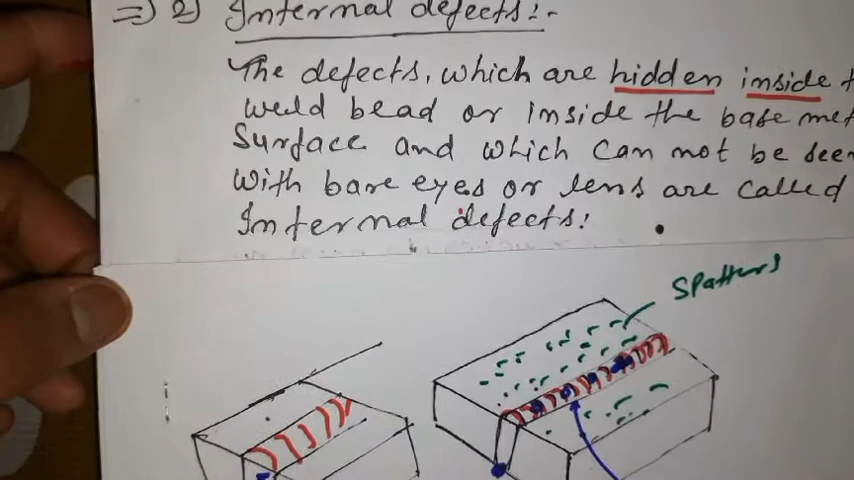 => 2) Internal defects:-
The defects, which are hidden inside
weld bead or inside the base
Surface and which can not be seen
with bare eyes or lens are called
Internal defects:
Spatters